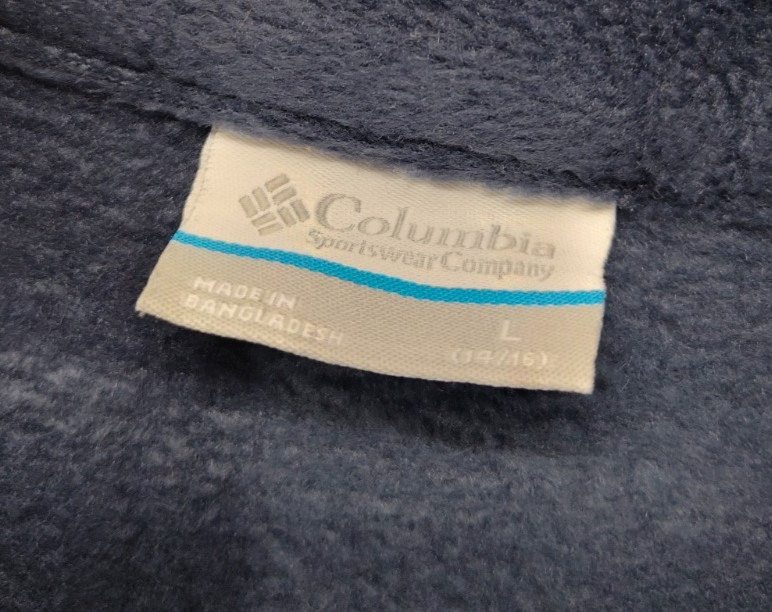 Columbia
Sportswear Company
MADE IN
BANGLADESH
L
(14/16)